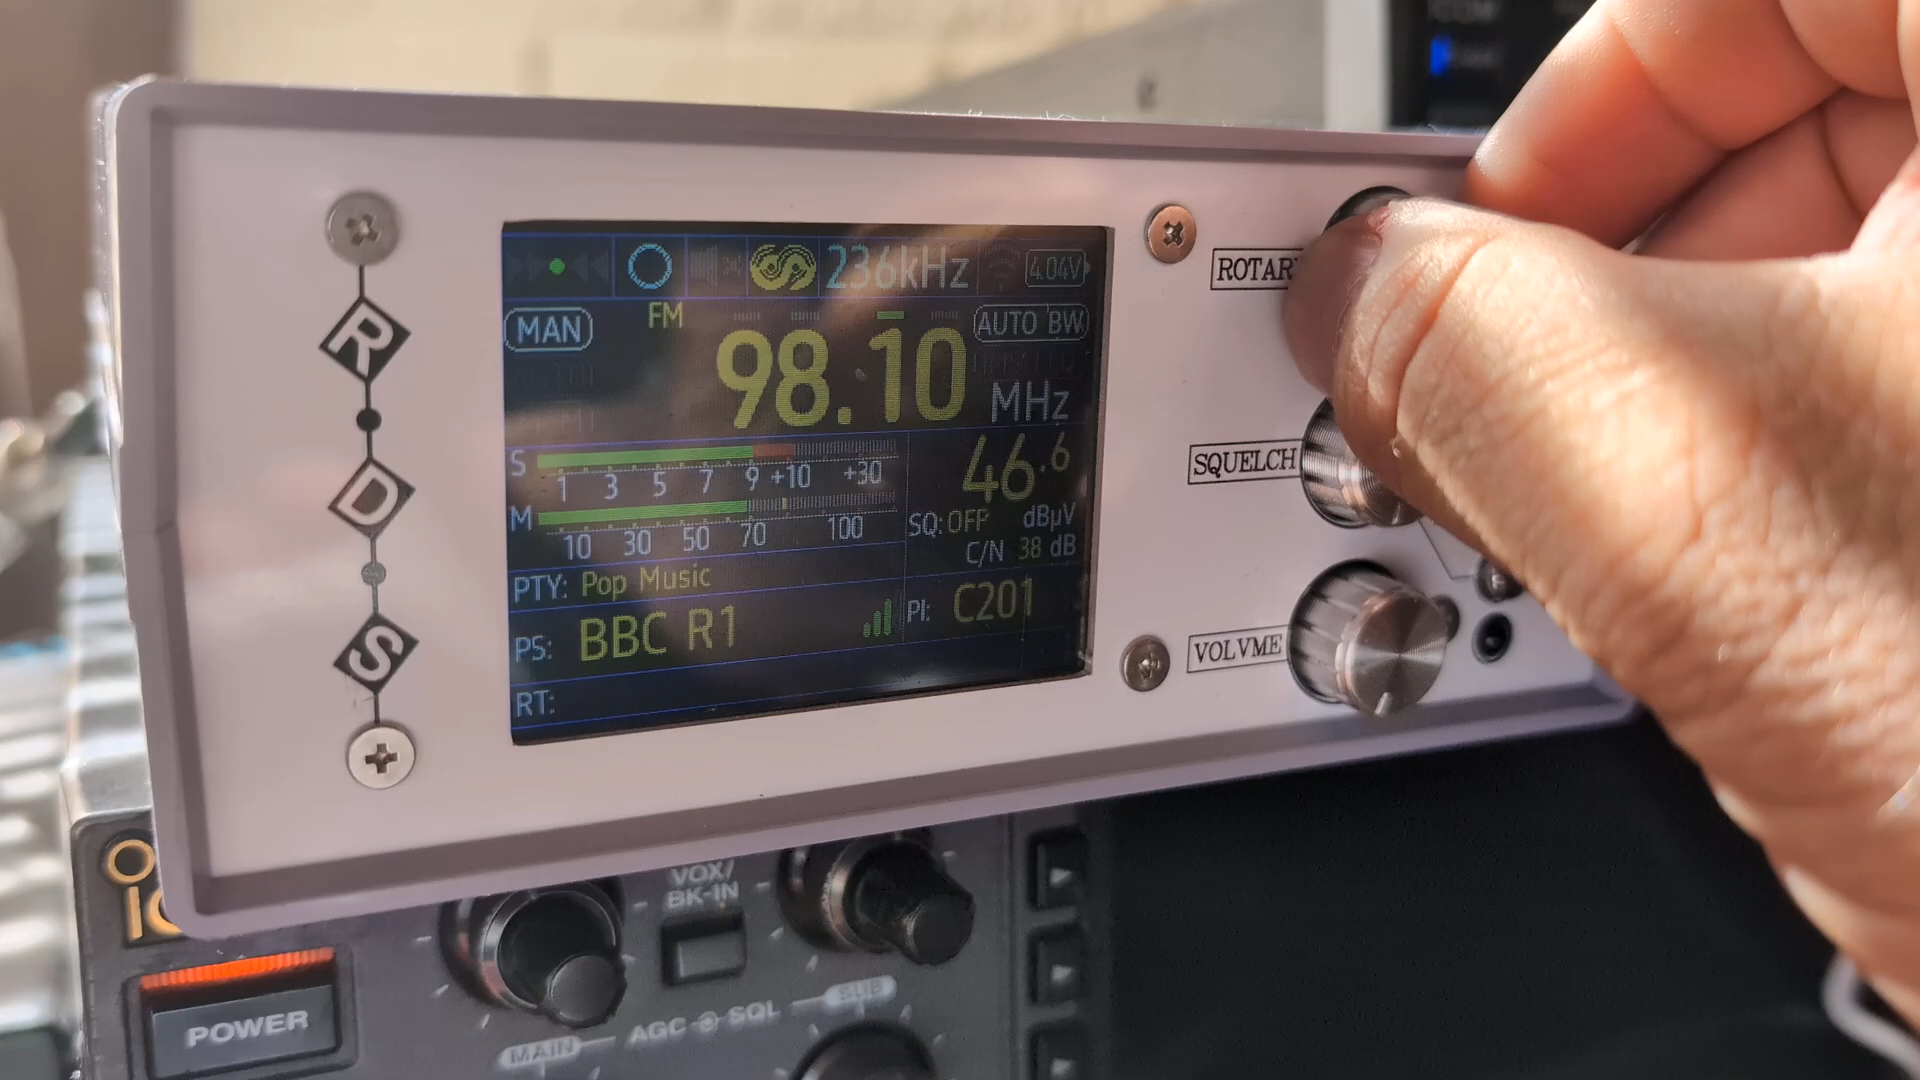 ICOM
R
D
S
236kHz
4.04V
MAN
FM
AUTO BW
98.10
MHz
S
1 3 5 7 9 +10 +30
46.6
dBµV
M
10 30 50 70 100
SQ: OFF
C/N 38 dB
PTY: Pop Music
PS: BBC R1
PI: C201
RT:
SQUELCH
VOLVME
VOX/
BK-IN
POWER
MAIN
AGC
SQL
SUB